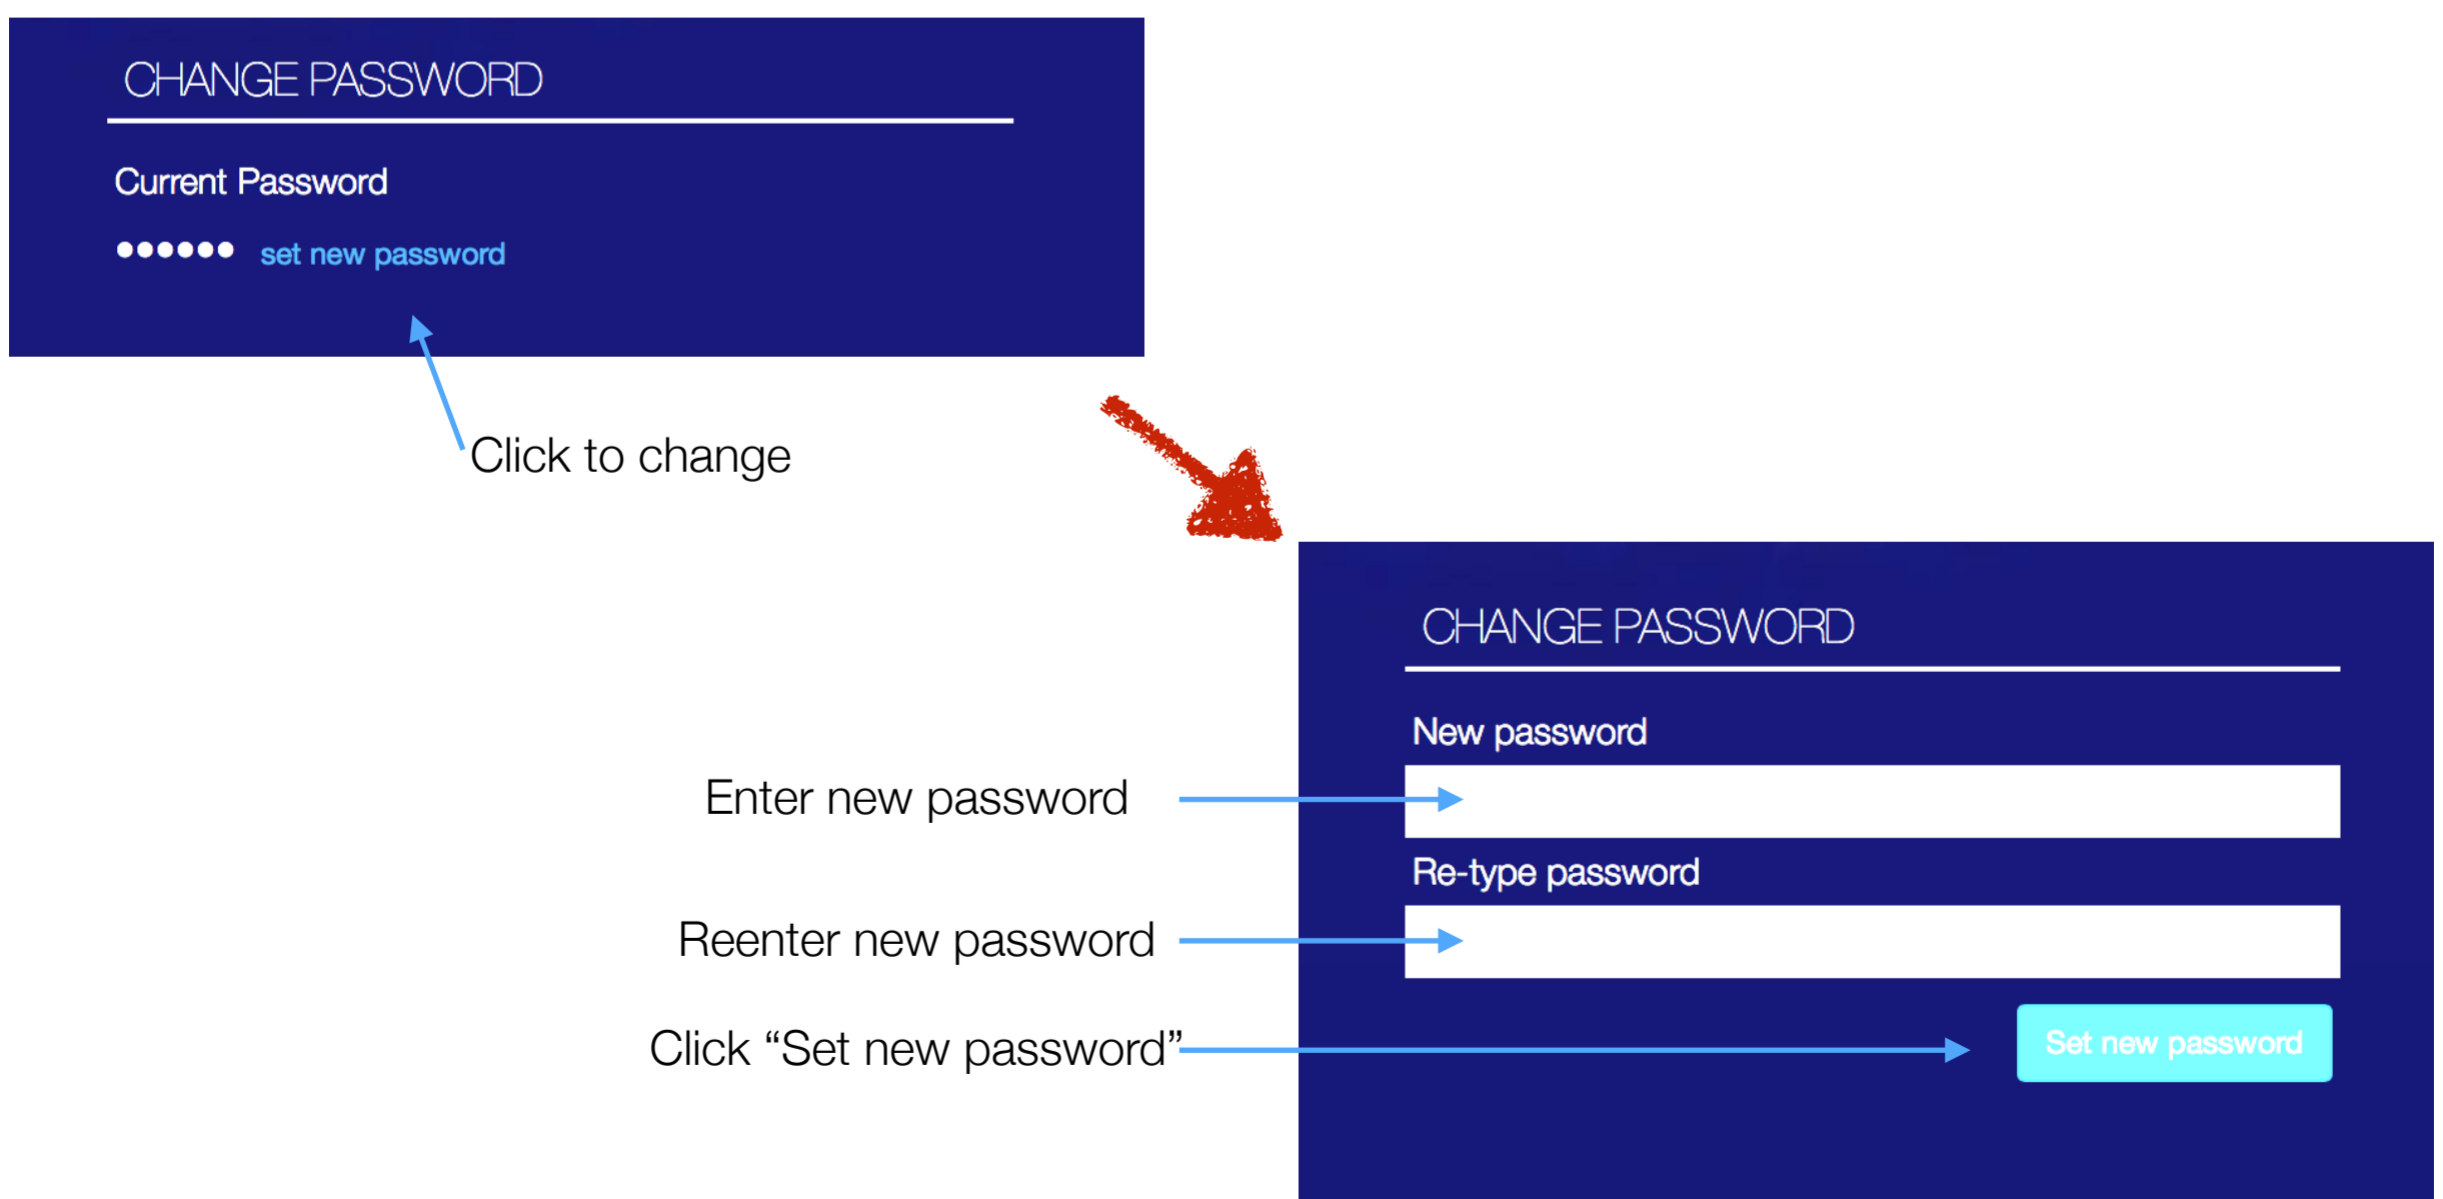 CHANGE PASSWORD
Current Password
●●●●●● set new password
Click to change
CHANGE PASSWORD
New password
Enter new password
Re-type password
Reenter new password
Click “Set new password”
Set new password